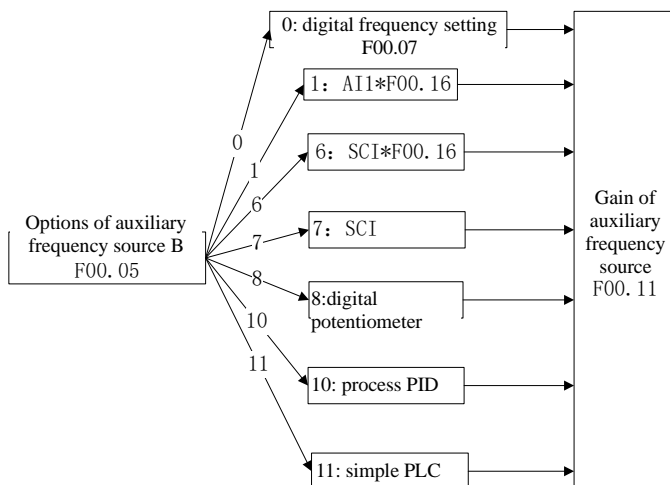 0: digital frequency setting
F00.07
1: AI1*F00.16
6: SCI*F00.16
7: SCI
8:digital
potentiometer
10: process PID
11: simple PLC
0
1
6
7
8
10
11
Options of auxiliary
frequency source B
F00.05
Gain of
auxiliary
frequency
source
F00.11